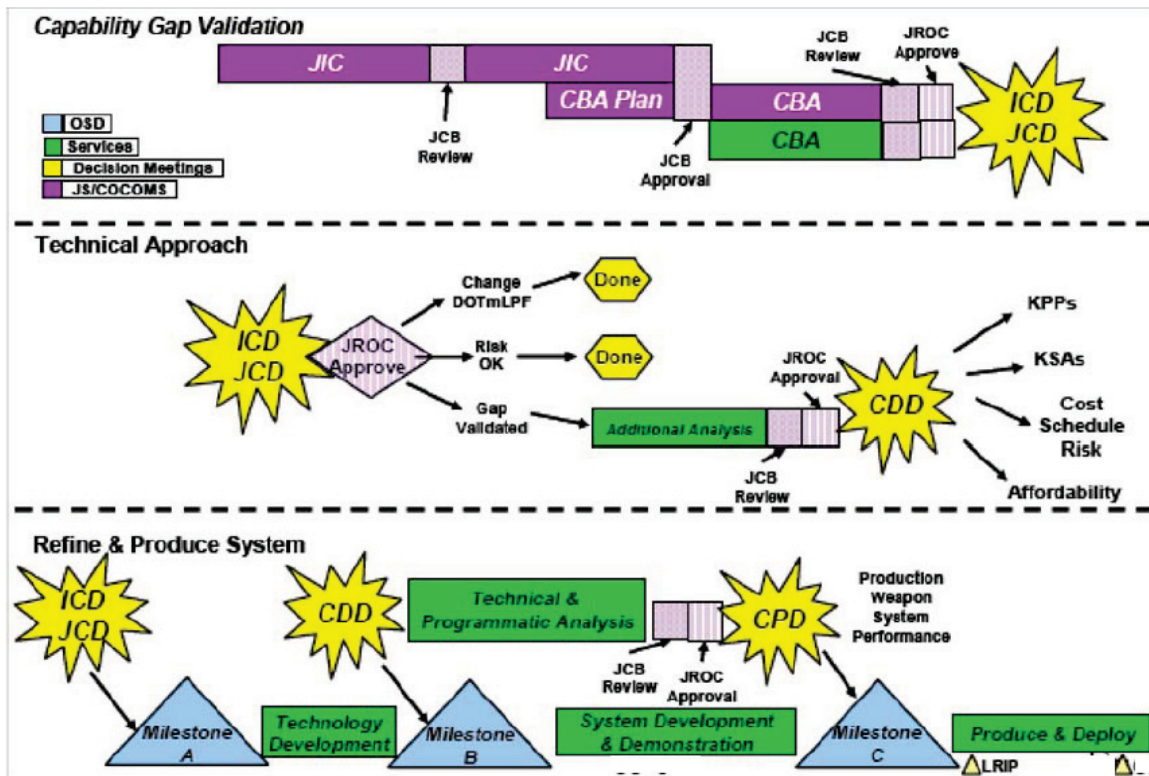 Capability Gap Validation
JIC
JIC
CBA Plan
CBA
CBA
JCB
Review
JCB
Approval
JCB
Review
JROC
Approve
ICD
JCD
OSD
Services
Decision Meetings
JS/COCOMS
Technical Approach
ICD
JCD
JROC
Approve
Change
DOTmLPF
Done
Risk
OK
Done
Gap
Validated
Additional Analysis
JCB
Review
JROC
Approval
CDD
KPPs
KSAs
Cost
Schedule
Risk
Affordability
Refine & Produce System
ICD
JCD
CDD
Technical &
Programmatic Analysis
JCB
Review
JROC
Approval
CPD
Production
Weapon
System
Performance
Milestone
A
Technology
Development
Milestone
B
System Development
& Demonstration
Milestone
C
Produce & Deploy
LRIP